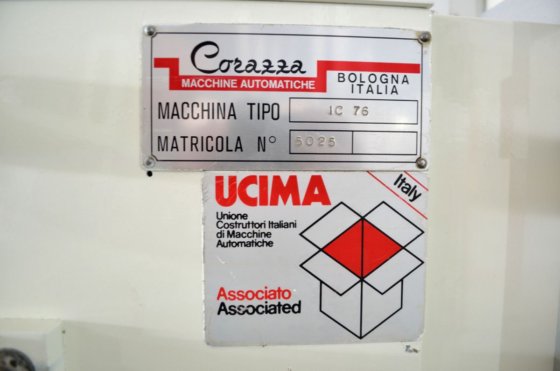 Corazza
MACCHINE AUTOMATICHE
BOLOGNA
ITALIA
MACCHINA TIPO 1C 76
MATRICOLA N° 5025
UCIMA
Italy
Unione
Costruttori Italiani
di Macchine
Automatiche
Associato
Associated